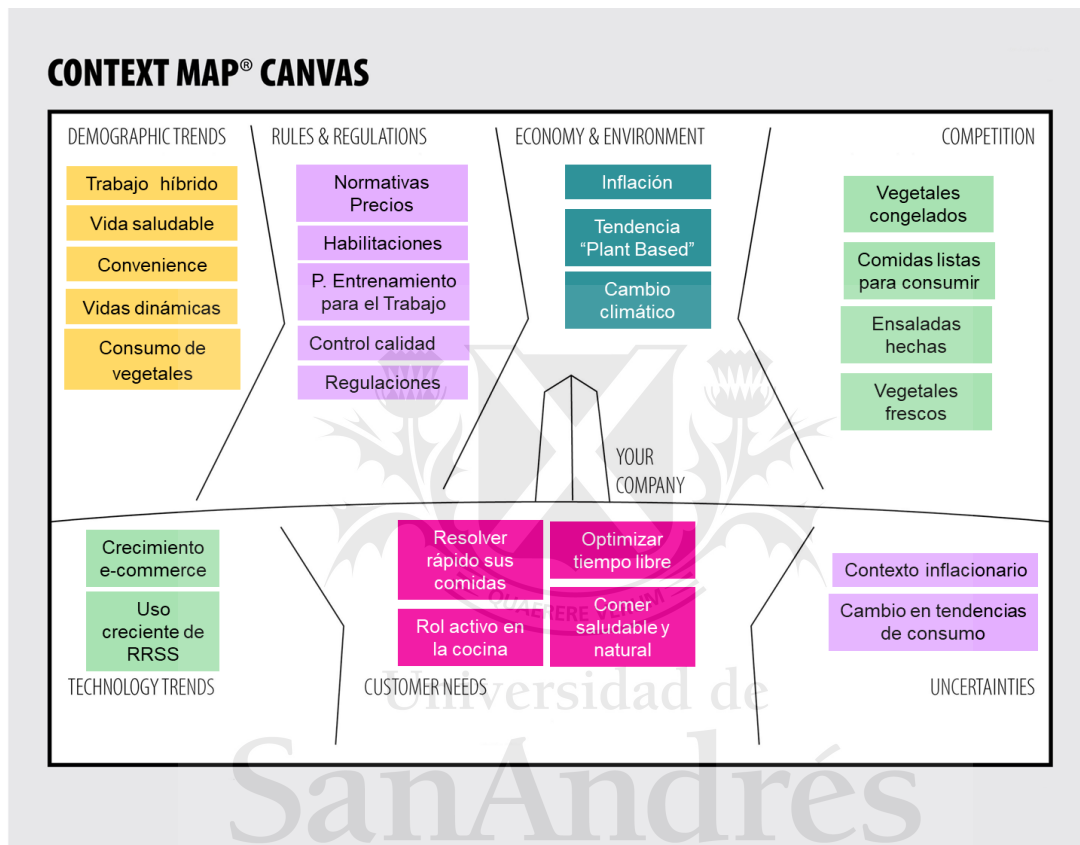 CONTEXT MAP® CANVAS
DEMOGRAPHIC TRENDS
Trabajo híbrido
Vida saludable
Convenience
Vidas dinámicas
Consumo de
vegetales
RULES & REGULATIONS
Normativas
Precios
Habilitaciones
P. Entrenamiento
para el Trabajo
Control calidad
Regulaciones
ECONOMY & ENVIRONMENT
Inflación
Tendencia
“Plant Based”
Cambio
climático
COMPETITION
Vegetales
congelados
Comidas listas
para consumir
Ensaladas
hechas
Vegetales
frescos
YOUR
COMPANY
Crecimiento
e-commerce
Uso
creciente de
RRSS
TECHNOLOGY TRENDS
Resolver
rápido sus
comidas
Optimizar
tiempo libre
Rol activo en
la cocina
Comer
saludable y
natural
CUSTOMER NEEDS
Contexto inflacionario
Cambio en tendencias
de consumo
UNCERTAINTIES
QUAERERE VERUM
Universidad de
SanAndrés